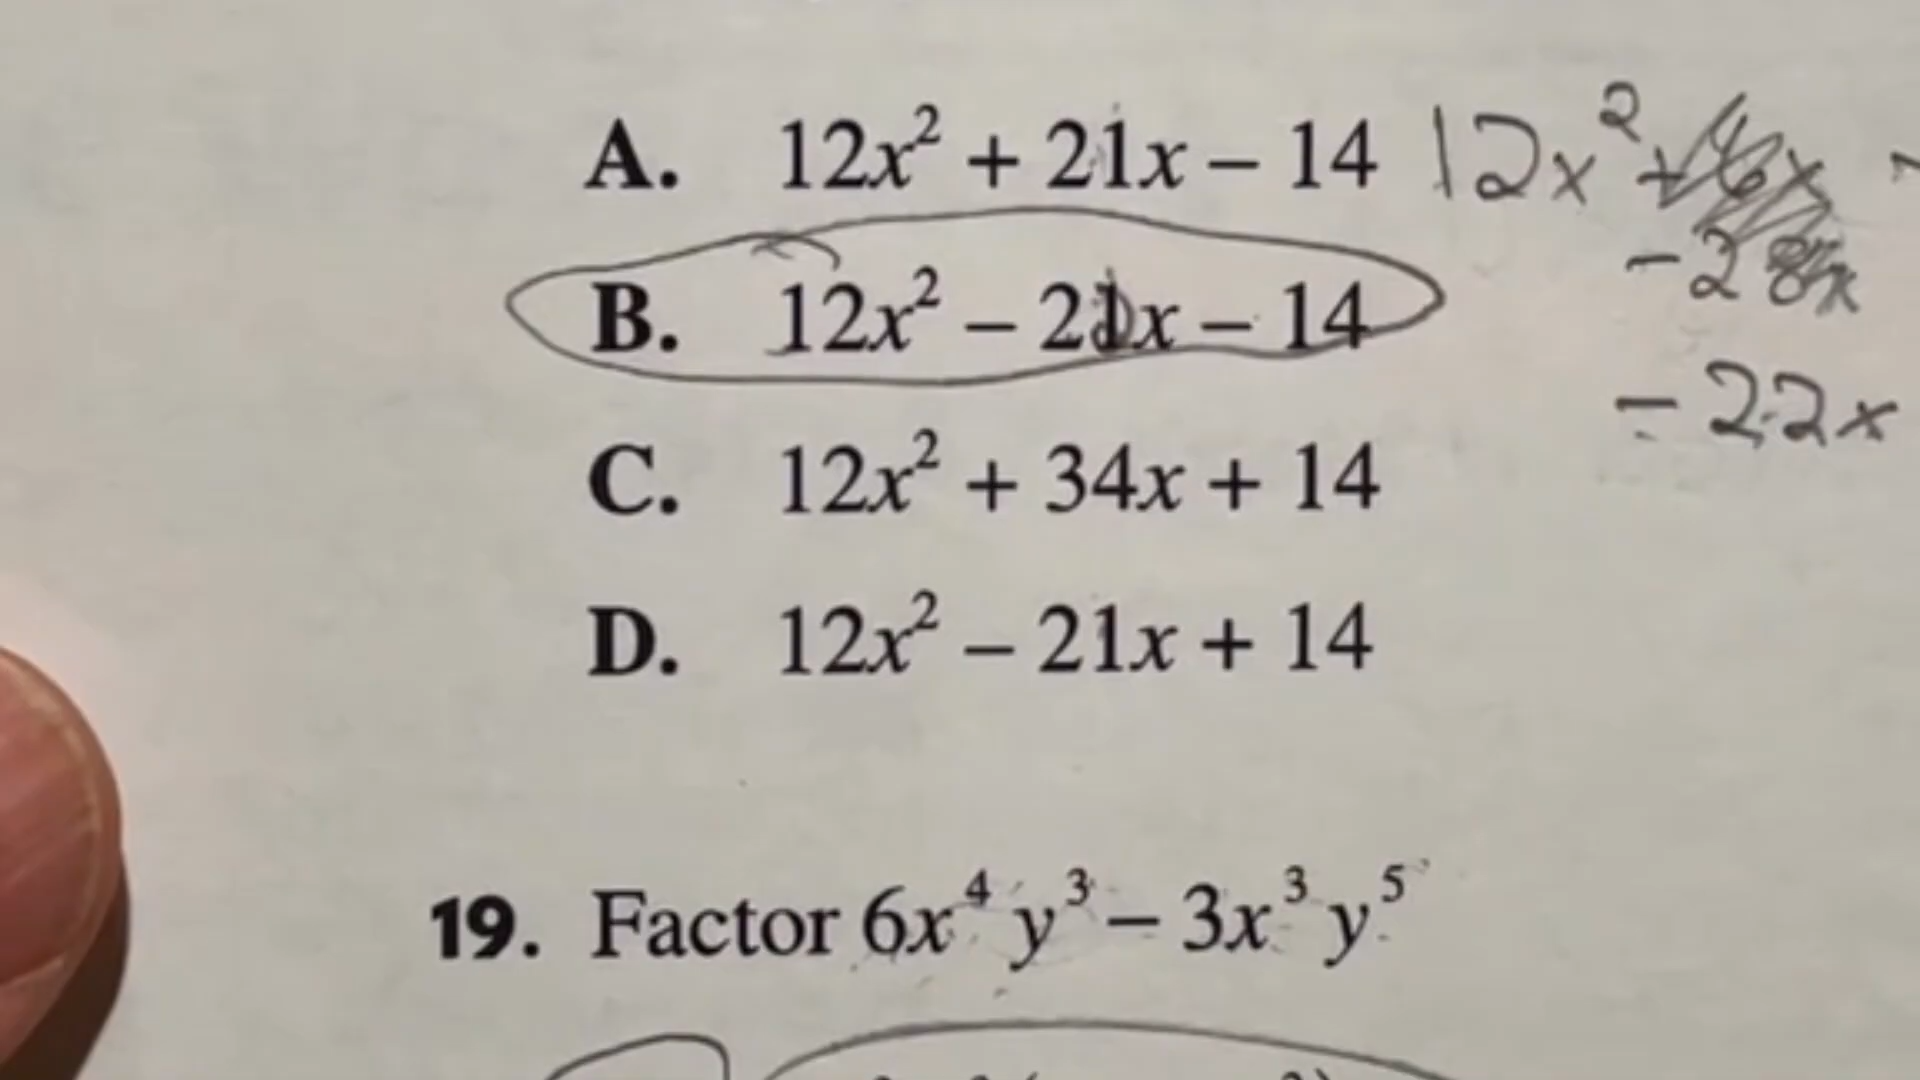 A. 12x² + 21x – 14 12x²
B. 12x² – 21x – 14
– 22x
C. 12x² + 34x + 14
D. 12x² – 21x + 14
19. Factor 6x⁴y³ – 3x³y⁵